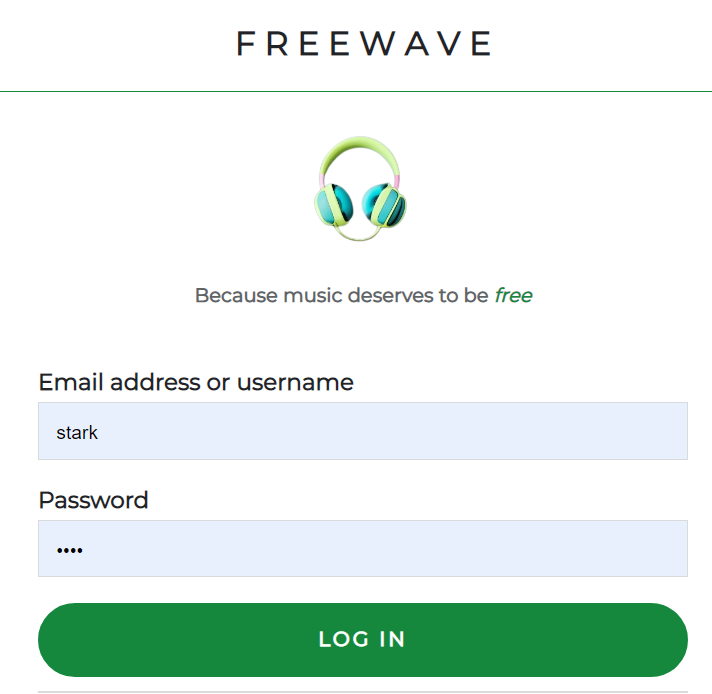 FREEWAVE
Because music deserves to be free
Email address or username
stark
Password
••••
LOG IN